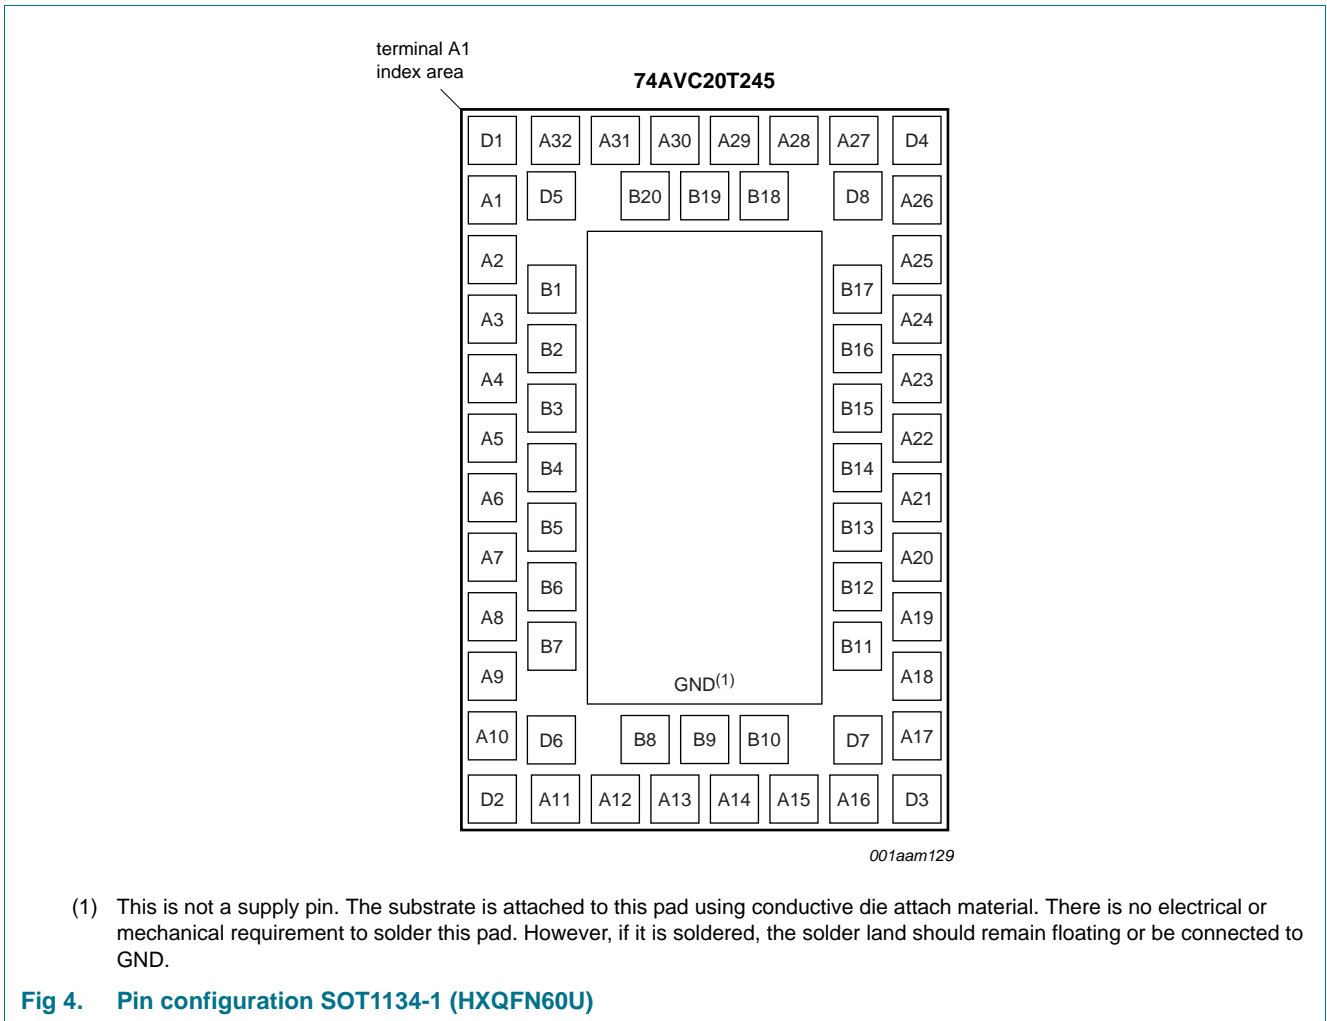 terminal A1
index area
74AVC20T245
D1 A32 A31 A30 A29 A28 A27 D4
A1 D5 B20 B19 B18 D8 A26
A2 A25
B1 B17
A3 A24
B2 B16
A4 A23
B3 B15
A5 A22
B4 B14
A6 A21
B5 B13
A7 A20
B6 B12
A8 A19
B7 B11
A9 GND(1) A18
A10 D6 B8 B9 B10 D7 A17
D2 A11 A12 A13 A14 A15 A16 D3
001aam129
(1) This is not a supply pin. The substrate is attached to this pad using conductive die attach material. There is no electrical or
mechanical requirement to solder this pad. However, if it is soldered, the solder land should remain floating or be connected to
GND.
Fig 4. Pin configuration SOT1134-1 (HXQFN60U)